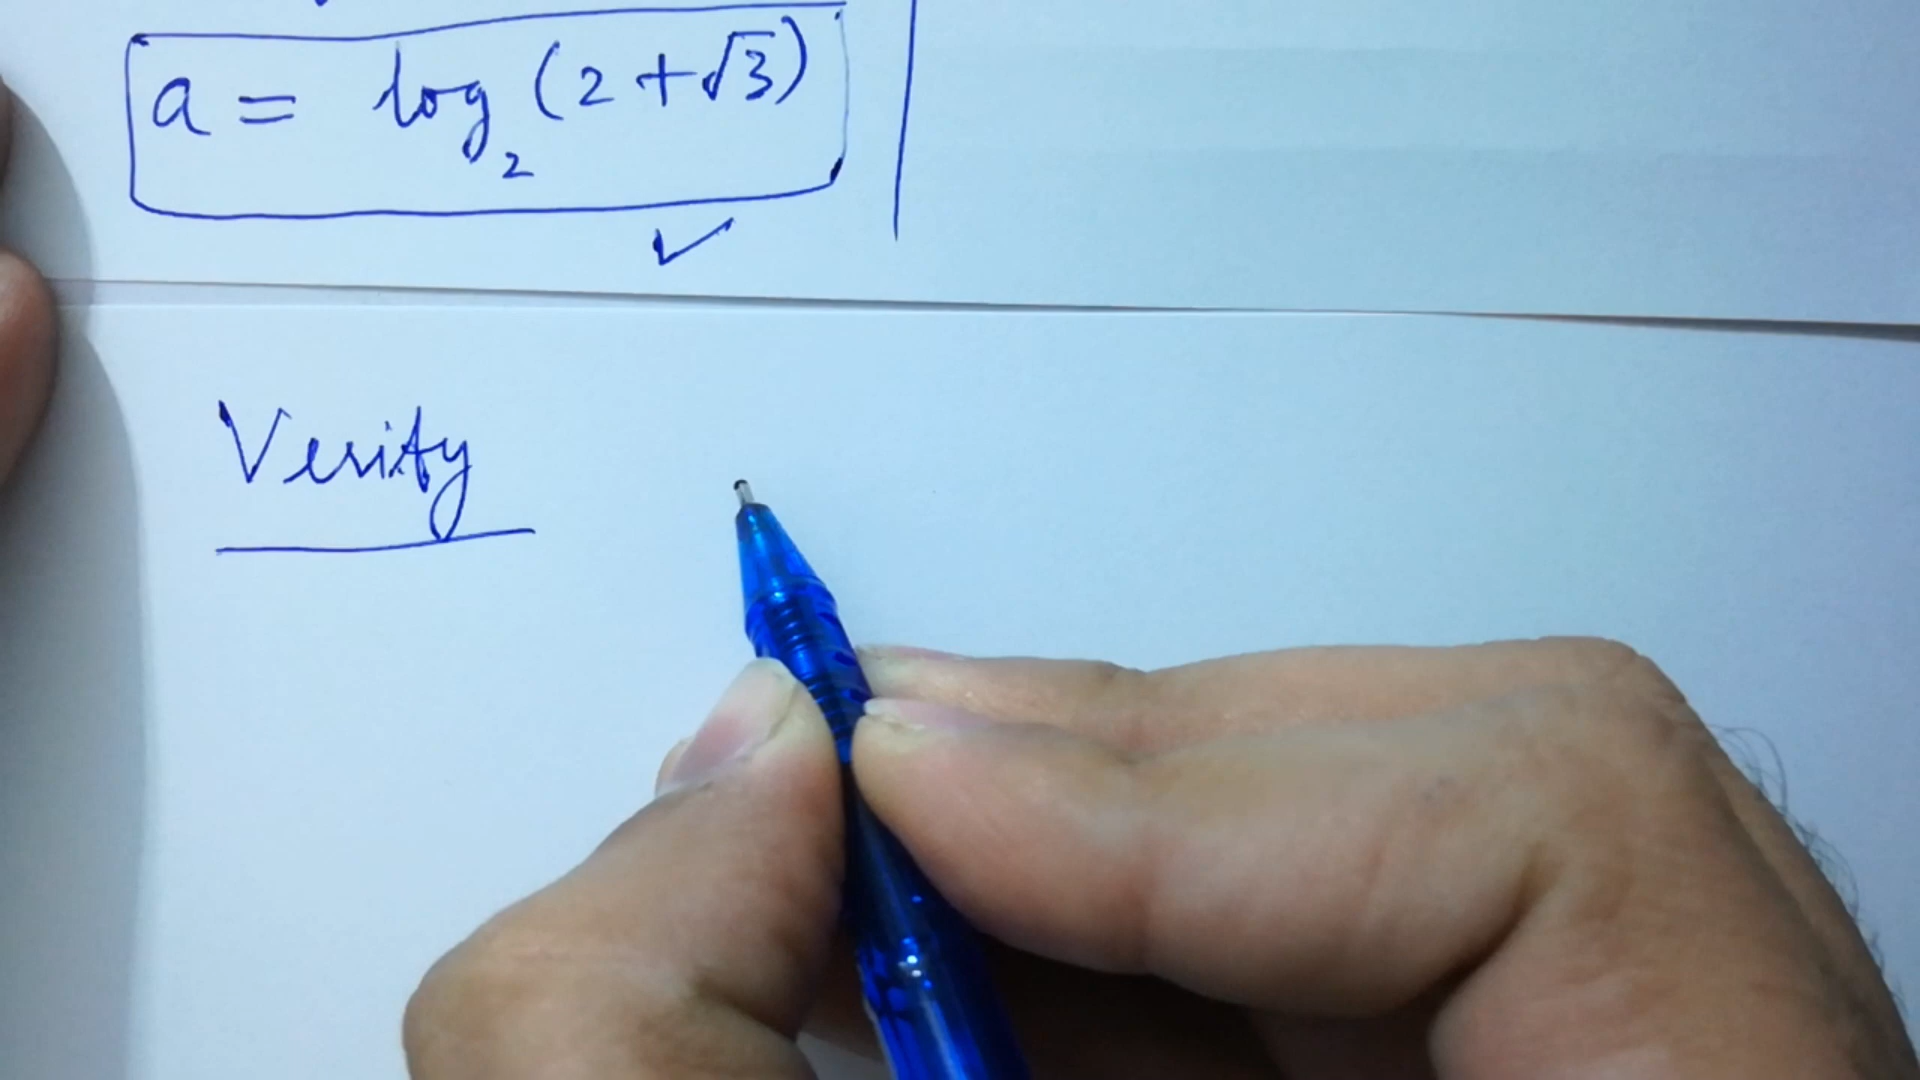 a = log₂ (2 + √3)
✓
Verify